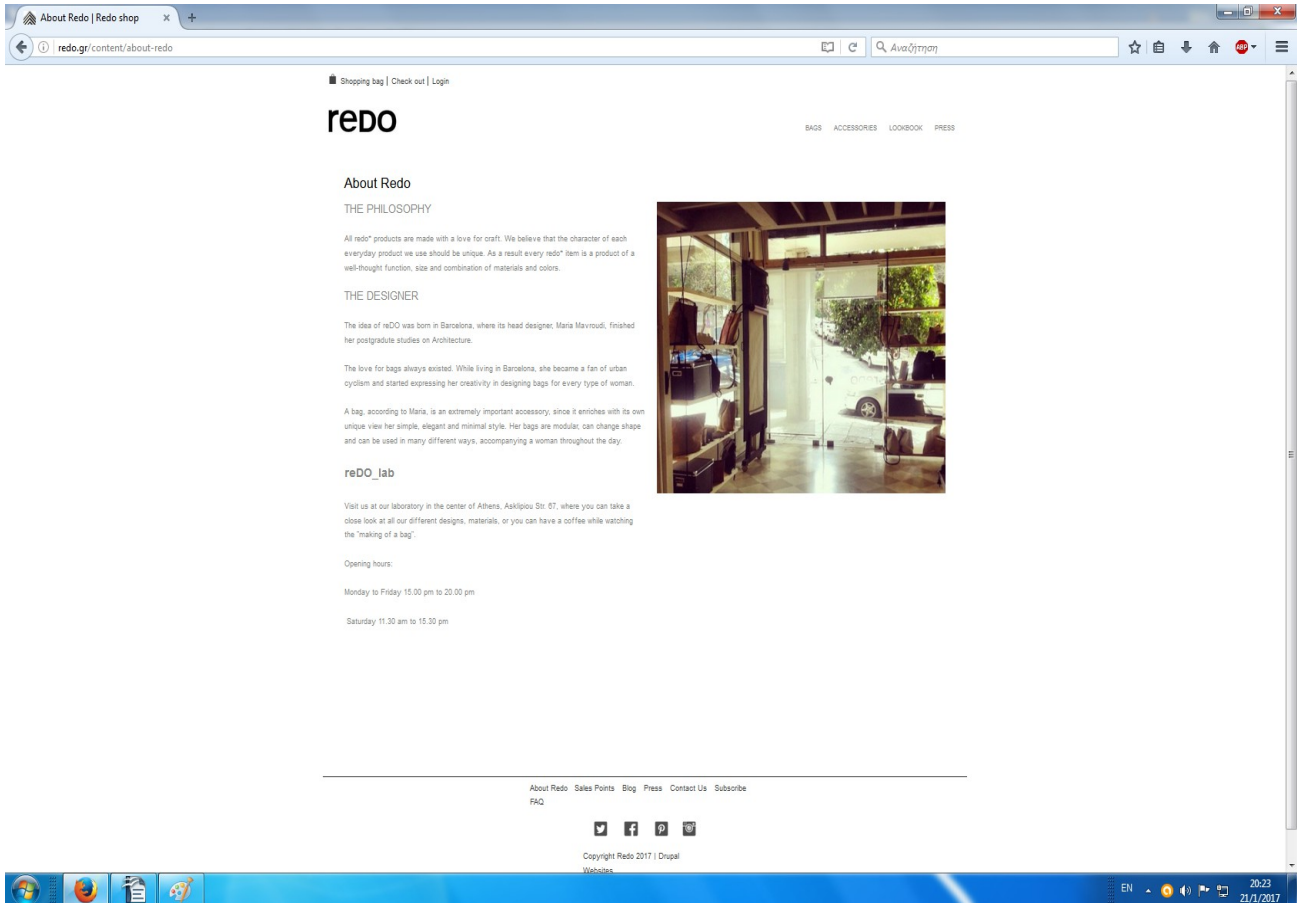 About Redo | Redo shop
redo.gr/content/about-redo
Αναζήτηση
ABP
Shopping bag | Check out | Login
reDO
BAGS ACCESSORIES LOOKBOOK PRESS
About Redo
THE PHILOSOPHY
All redo* products are made with a love for craft. We believe that the character of each
everyday product we use should be unique. As a result every redo* item is a product of a
well-thought function, size and combination of materials and colors.
THE DESIGNER
The idea of reDO was born in Barcelona, where its head designer, Maria Mavroudi, finished
her postgradute studies on Architecture.
The love for bags always existed. While living in Barcelona, she became a fan of urban
cyclism and started expressing her creativity in designing bags for every type of woman.
A bag, according to Maria, is an extremely important accessory, since it enriches with its own
unique view her simple, elegant and minimal style. Her bags are modular, can change shape
and can be used in many different ways, accompanying a woman throughout the day.
reDO_lab
Visit us at our laboratory in the center of Athens, Asklipiou Str. 67, where you can take a
close look at all our different designs, materials, or you can have a coffee while watching
the "making of a bag".
Opening hours:
Monday to Friday 15.00 pm to 20.00 pm
Saturday 11.30 am to 15.30 pm
About Redo Sales Points Blog Press Contact Us Subscribe
FAQ
Copyright Redo 2017 | Drupal
Websites
EN
20:23
21/1/2017